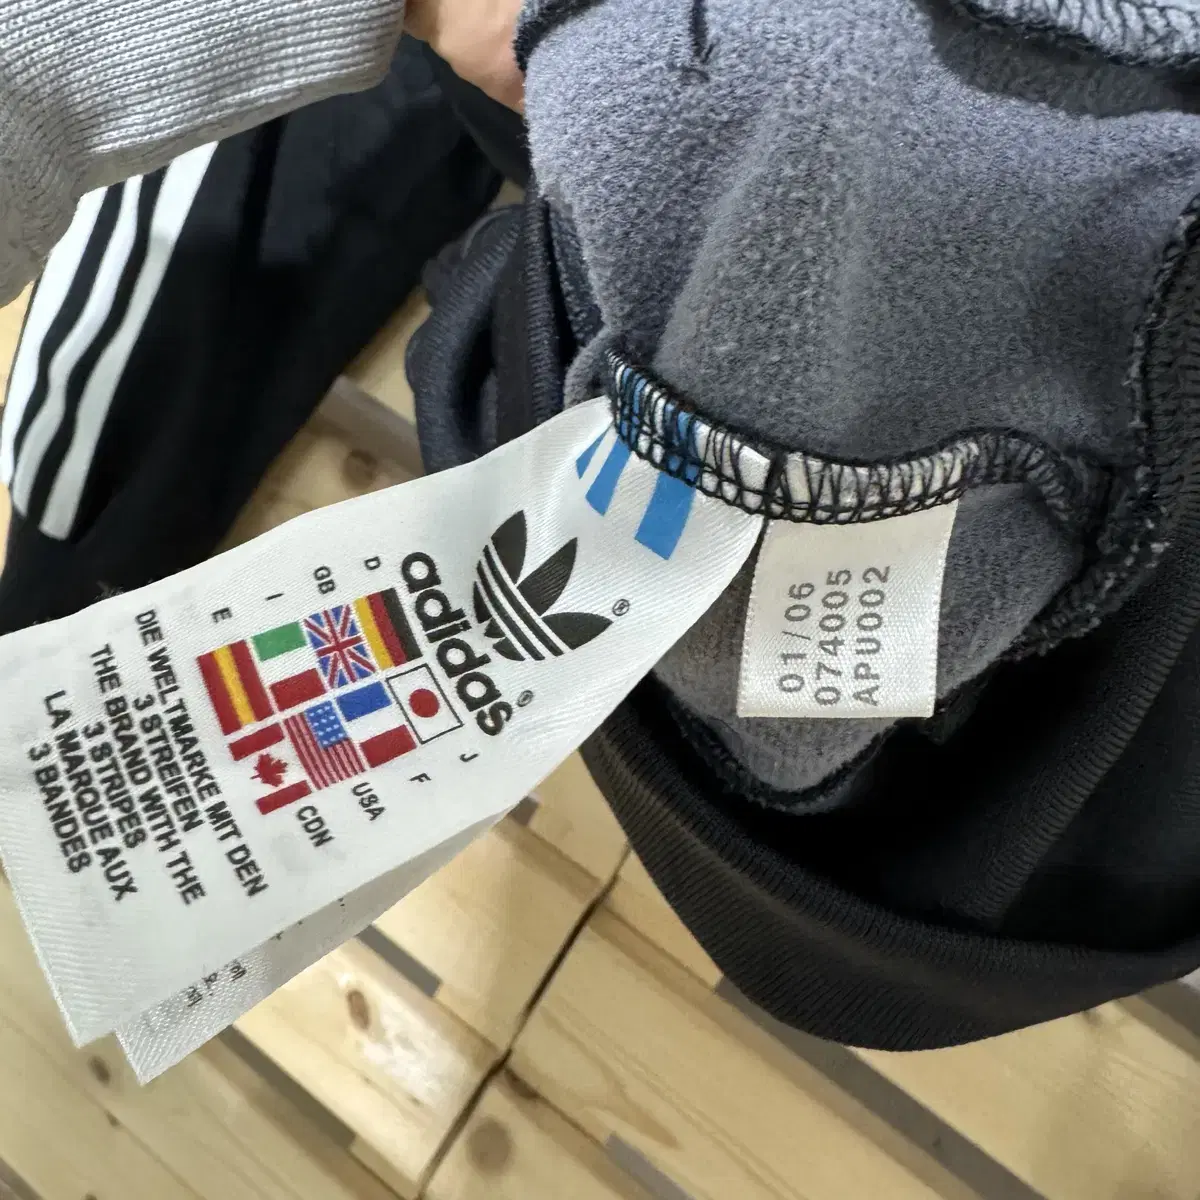 adidas®
®
D
GB
I
E
J
F
USA
CDN
DIE WELTMARKE MIT DEN
3 STREIFEN
THE BRAND WITH THE
3 STRIPES
LA MARQUE AUX
3 BANDES
01/06
074005
APU002